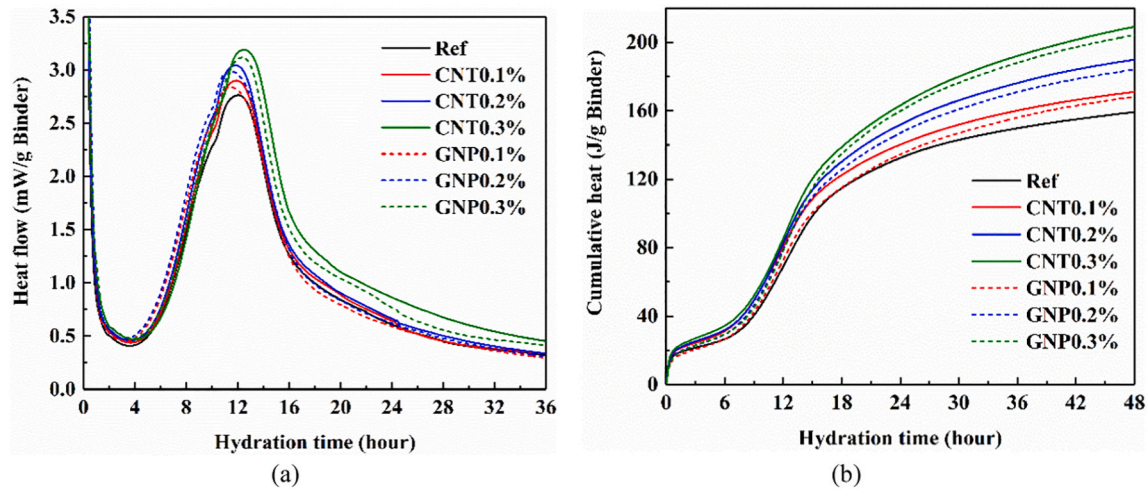 3.5
3.0
2.5
2.0
1.5
1.0
0.5
0.0
Heat flow (mW/g Binder)
Ref
CNT0.1%
CNT0.2%
CNT0.3%
GNP0.1%
GNP0.2%
GNP0.3%
0 4 8 12 16 20 24 28 32 36
Hydration time (hour)
(a)
200
160
120
80
40
0
Cumulative heat (J/g Binder)
Ref
CNT0.1%
CNT0.2%
CNT0.3%
GNP0.1%
GNP0.2%
GNP0.3%
0 6 12 18 24 30 36 42 48
Hydration time (hour)
(b)